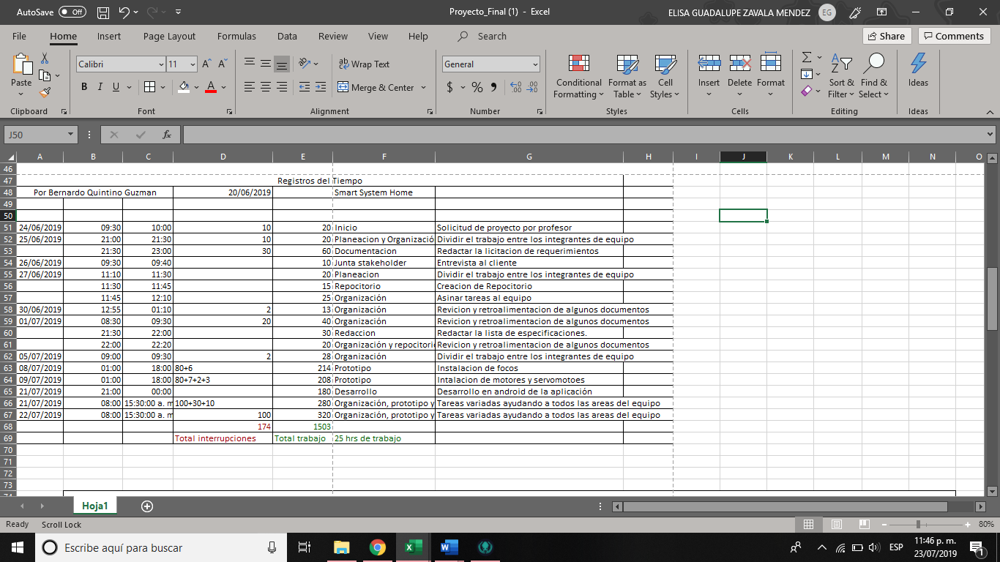 AutoSave Off Proyecto_Final (1) - Excel ELISA GUADALUPE ZAVALA MENDEZ EG
File Home Insert Page Layout Formulas Data Review View Help Search Share Comments
Paste Calibri 11 A A Wrap Text General Conditional Formatting Format as Table Cell Styles Insert Delete Format Sort & Filter Find & Select Ideas
B I U A Merge & Center $ % ,
Clipboard Font Alignment Number Styles Cells Editing Ideas
J50 fx
A B C D E F G H I J K L M N O
46
47 Registros del Tiempo
48 Por Bernardo Quintino Guzman 20/06/2019 Smart System Home
49
50
51 24/06/2019 09:30 10:00 10 20 Inicio Solicitud de proyecto por profesor
52 25/06/2019 21:00 21:30 10 20 Planeacion y Organizació Dividir el trabajo entre los integrantes de equipo
53 21:30 23:00 30 60 Documentacion Redactar la licitacion de requerimientos
54 26/06/2019 09:30 09:40 10 Junta stakeholder Entrevista al cliente
55 27/06/2019 11:10 11:30 20 Planeacion Dividir el trabajo entre los integrantes de equipo
56 11:30 11:45 15 Repocitorio Creacion de Repocitorio
57 11:45 12:10 25 Organización Asinar tareas al equipo
58 30/06/2019 12:55 01:10 2 13 Organización Revicion y retroalimentacion de algunos documentos
59 01/07/2019 08:30 09:30 20 40 Organización Revicion y retroalimentacion de algunos documentos
60 21:30 22:00 30 Redaccion Redactar la lista de especificaciones.
61 22:00 22:20 20 Organización y repocitori Revicion y retroalimentacion de algunos documentos
62 05/07/2019 09:00 09:30 2 28 Organización Dividir el trabajo entre los integrantes de equipo
63 08/07/2019 01:00 18:00 80+6 214 Prototipo Instalacion de focos
64 09/07/2019 01:00 18:00 80+7+2+3 208 Prototipo Intalacion de motores y servomotoes
65 21/07/2019 21:00 00:00 180 Desarrollo Desarrollo en android de la aplicación
66 21/07/2019 08:00 15:30:00 a. m 100+30+10 280 Organización, prototipo y Tareas variadas ayudando a todos las areas del equipo
67 22/07/2019 08:00 15:30:00 a. m 100 320 Organización, prototipo y Tareas variadas ayudando a todos las areas del equipo
68 174 1503
69 Total interrupciones Total trabajo 25 hrs de trabajo
70
71
72
73
Hoja1
Ready Scroll Lock 80%
Escribe aquí para buscar ESP 11:46 p. m.
23/07/2019 1